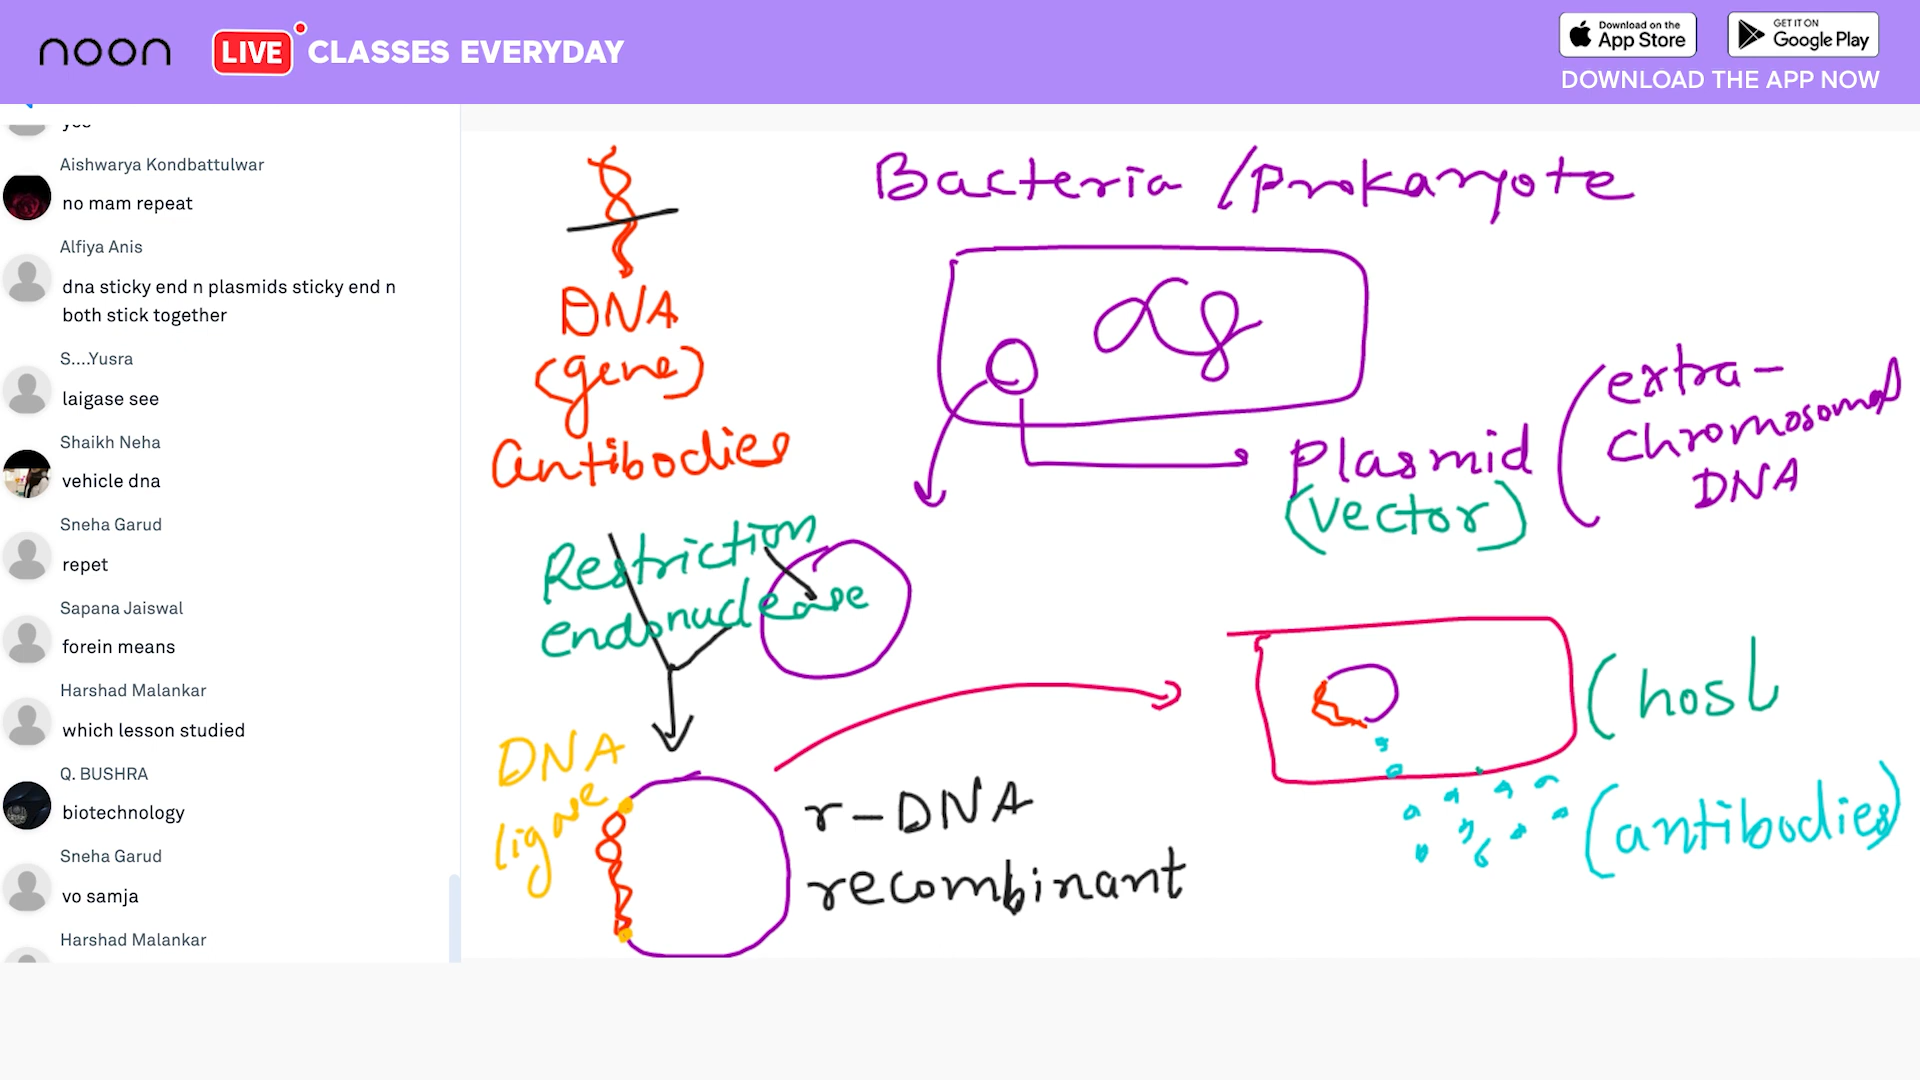 noon
LIVE CLASSES EVERYDAY
Download on the
App Store
GET IT ON
Google Play
DOWNLOAD THE APP NOW
Aishwarya Kondbattulwar
no mam repeat
Alfiya Anis
dna sticky end n plasmids sticky end n
both stick together
S....Yusra
laigase see
Shaikh Neha
vehicle dna
Sneha Garud
repet
Sapana Jaiswal
forein means
Harshad Malankar
which lesson studied
Q. BUSHRA
biotechnology
Sneha Garud
vo samja
Harshad Malankar
Bacteria /prokaryote
DNA
(gene)
antibodies
plasmid
(vector)
(extra-
chromosomal
DNA
Restriction
endonuclease
(host
DNA
ligase
r-DNA
recombinant
(antibodies)